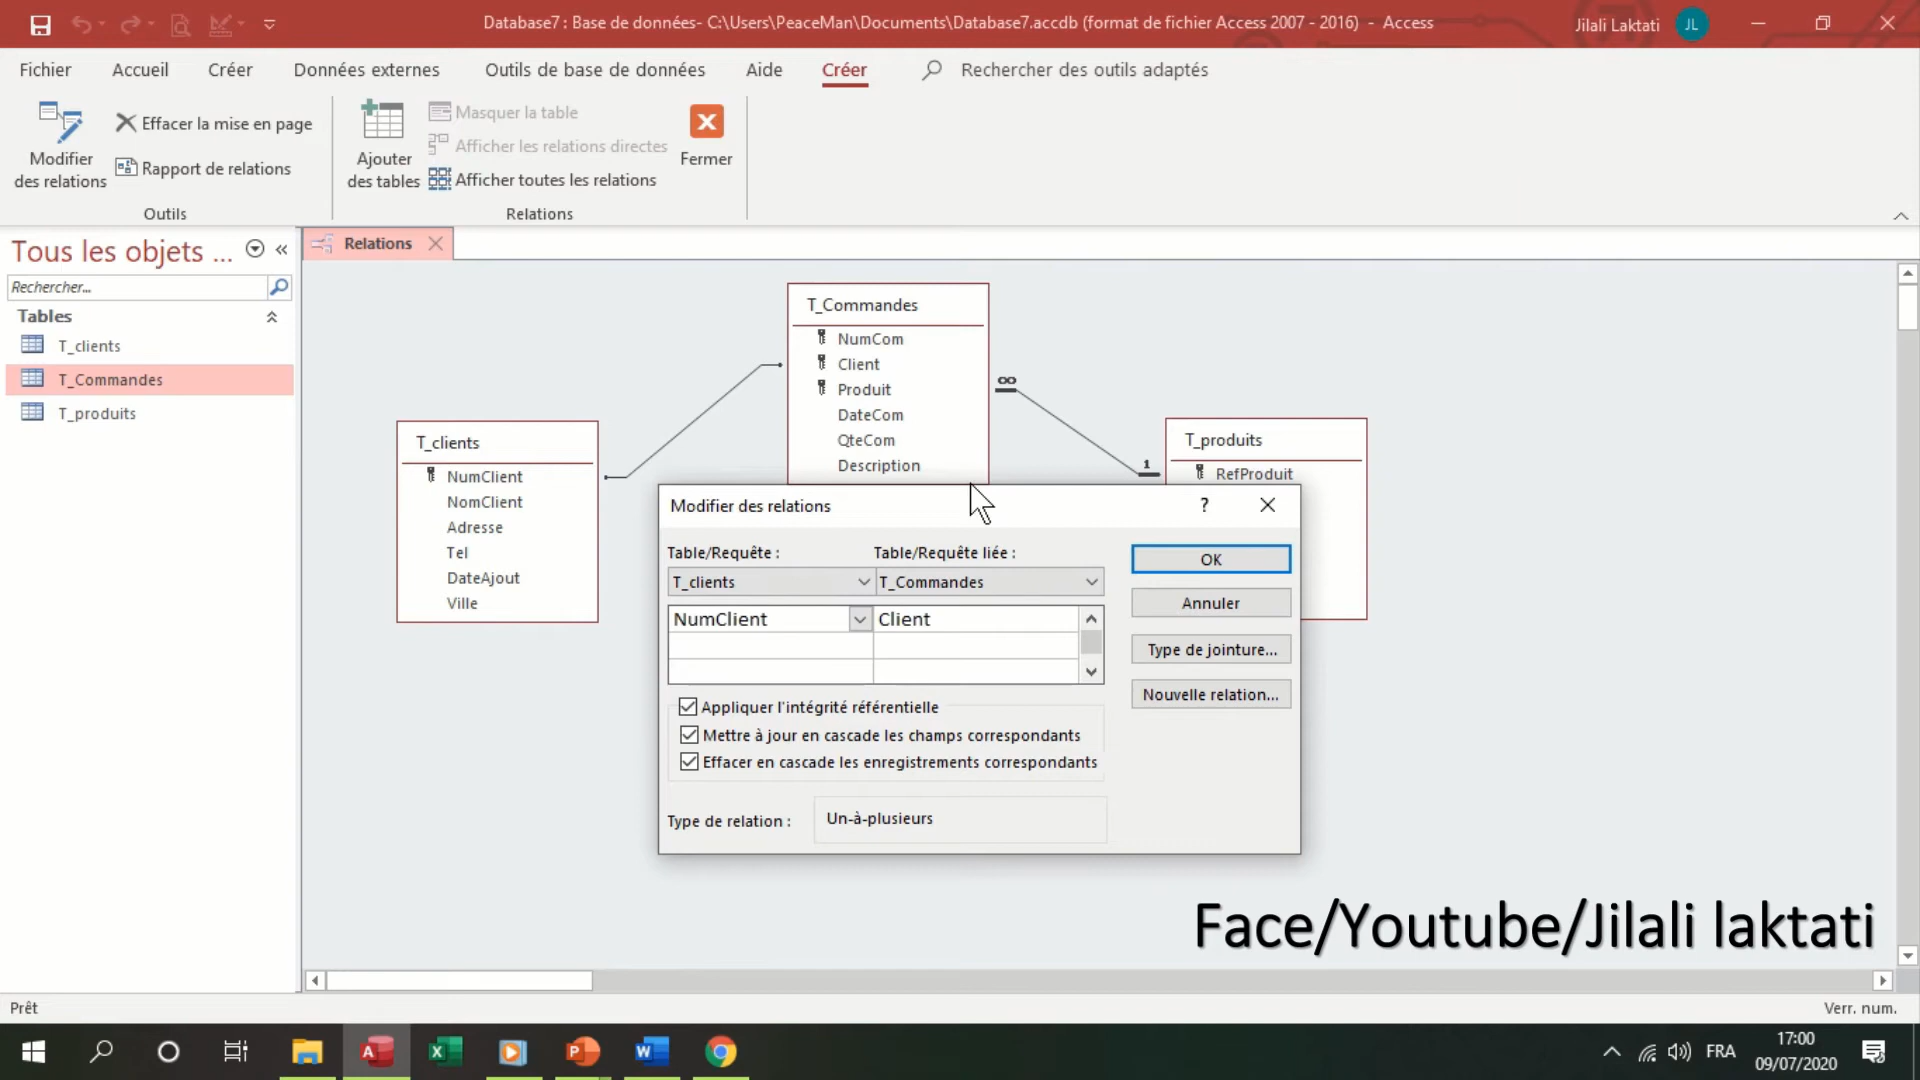 Database7 : Base de données- C:\Users\PeaceMan\Documents\Database7.accdb (format de fichier Access 2007 - 2016) - Access
Jilali Laktati
JL
Fichier
Accueil
Créer
Données externes
Outils de base de données
Aide
Créer
Rechercher des outils adaptés
Modifier
des relations
Effacer la mise en page
Rapport de relations
Outils
Ajouter
des tables
Masquer la table
Afficher les relations directes
Afficher toutes les relations
Fermer
Relations
Tous les objets ...
Rechercher...
Tables
T_clients
T_Commandes
T_produits
Relations
T_clients
NumClient
NomClient
Adresse
Tel
DateAjout
Ville
T_Commandes
NumCom
Client
Produit
DateCom
QteCom
Description
∞
1
T_produits
RefProduit
Modifier des relations
?
Table/Requête :
Table/Requête liée :
T_clients
T_Commandes
NumClient
Client
Appliquer l'intégrité référentielle
Mettre à jour en cascade les champs correspondants
Effacer en cascade les enregistrements correspondants
Type de relation :
Un-à-plusieurs
OK
Annuler
Type de jointure...
Nouvelle relation...
Face/Youtube/Jilali laktati
Prêt
Verr. num.
FRA
17:00
09/07/2020